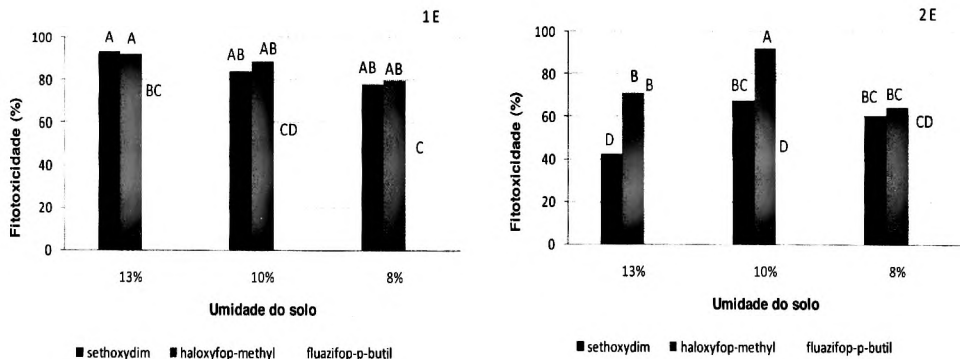 1E
Fitotoxicidade (%)
100
80
60
40
20
0
A A BC
AB AB CD
AB AB C
13% 10% 8%
Umidade do solo
sethoxydim haloxyfop-methyl fluazifop-p-butil
2E
Fitotoxicidade (%)
100
80
60
40
20
0
D B B
BC A D
BC BC CD
13% 10% 8%
Umidade do solo
sethoxydim haloxyfop-methyl fluazifop-p-butil